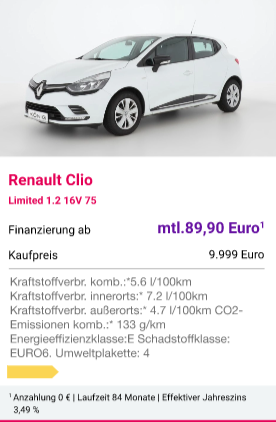 Renault Clio
Limited 1.2 16V 75
Finanzierung ab mtl.89,90 Euro¹
Kaufpreis 9.999 Euro
Kraftstoffverbr. komb.:*5.6 l/100km
Kraftstoffverbr. innerorts:* 7.2 l/100km
Kraftstoffverbr. außerorts:* 4.7 l/100km CO2-
Emissionen komb.:* 133 g/km
Energieeffizienzklasse:E Schadstoffklasse:
EURO6. Umweltplakette: 4
¹ Anzahlung 0 € | Laufzeit 84 Monate | Effektiver Jahreszins
3,49 %